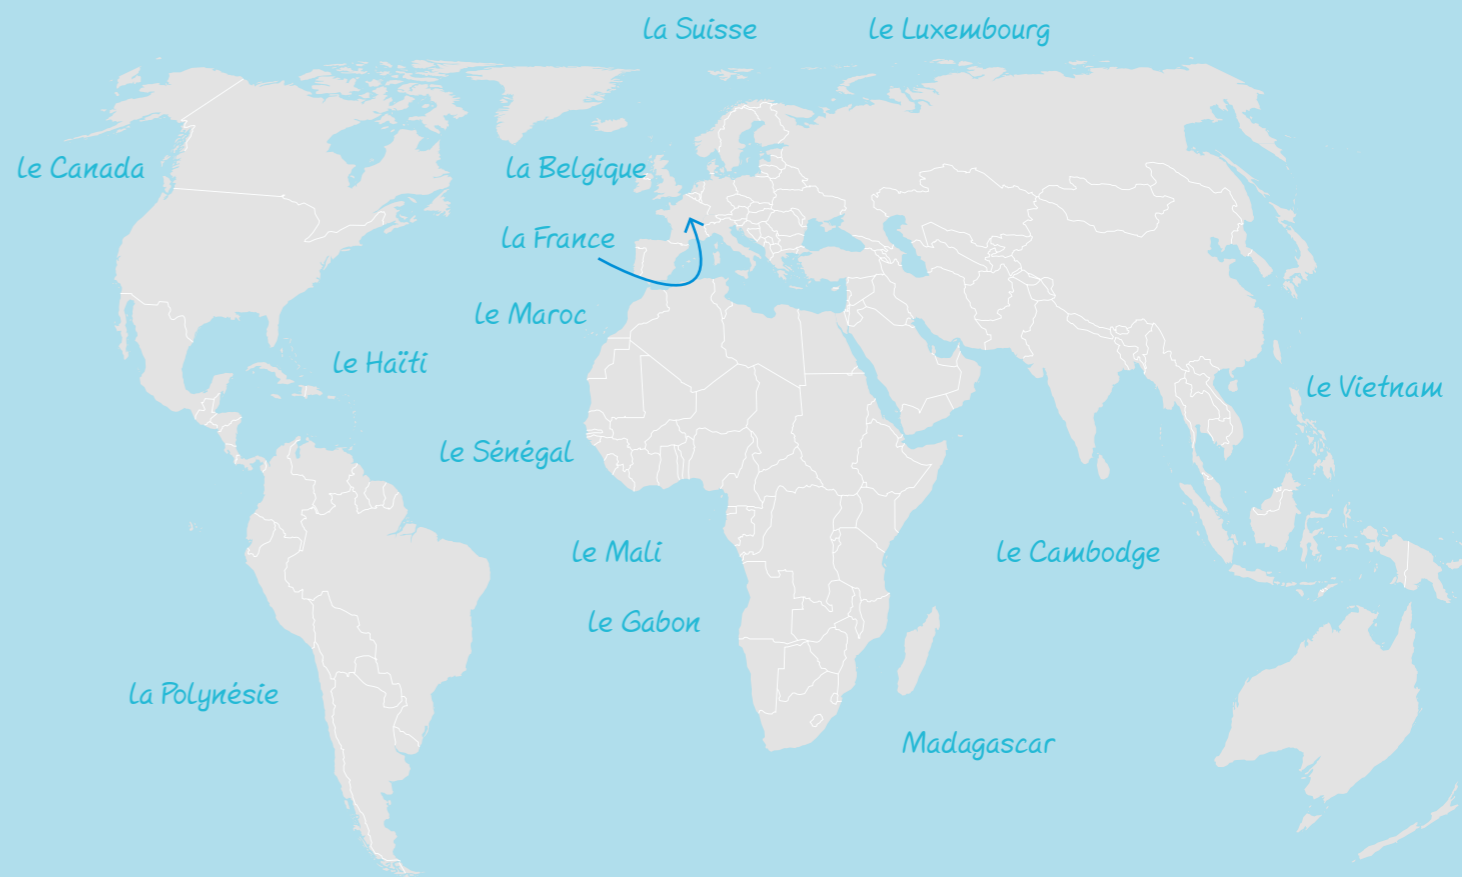 la Suisse
le Luxembourg
le Canada
la Belgique
la France
le Maroc
le Haïti
le Vietnam
le Sénégal
le Mali
le Cambodge
le Gabon
la Polynésie
Madagascar